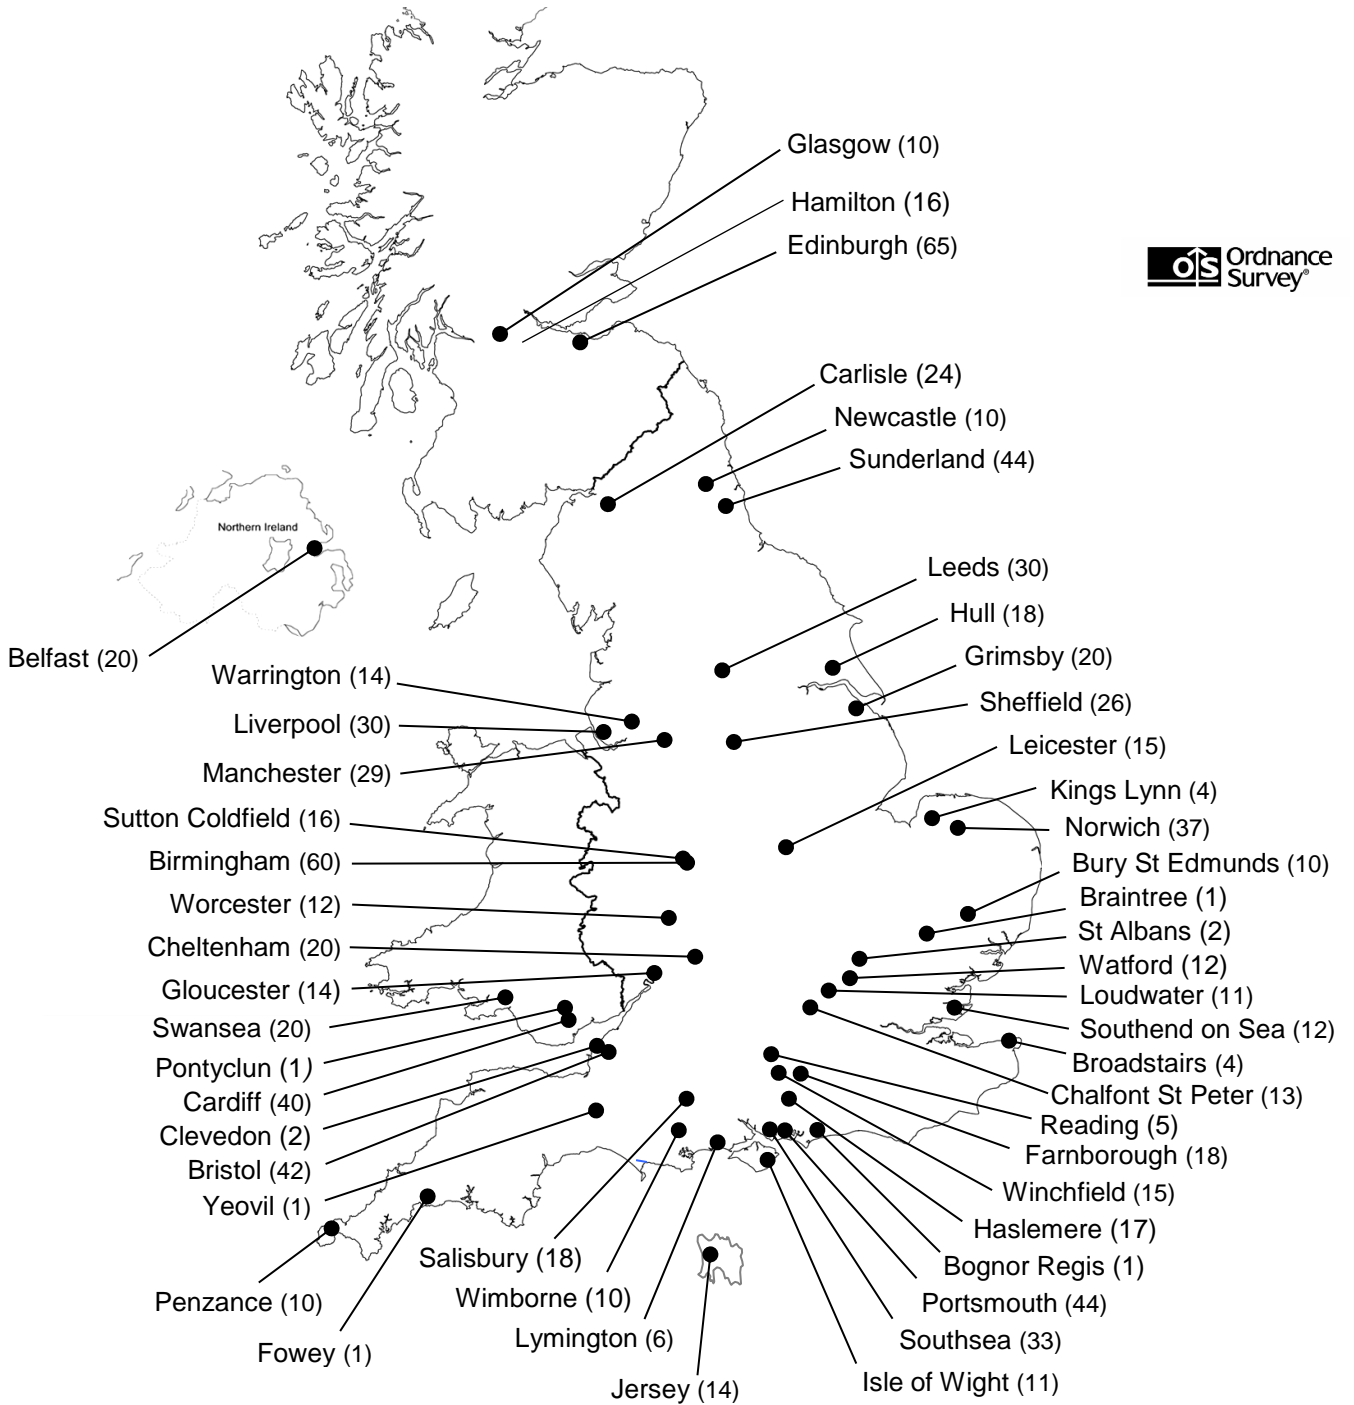 Glasgow (10)
Hamilton (16)
Edinburgh (65)
OS Ordnance
Survey®
Carlisle (24)
Newcastle (10)
Sunderland (44)
Northern Ireland
Leeds (30)
Hull (18)
Belfast (20)
Grimsby (20)
Warrington (14)
Sheffield (26)
Liverpool (30)
Leicester (15)
Manchester (29)
Kings Lynn (4)
Sutton Coldfield (16)
Norwich (37)
Birmingham (60)
Bury St Edmunds (10)
Braintree (1)
Worcester (12)
St Albans (2)
Cheltenham (20)
Watford (12)
Gloucester (14)
Loudwater (11)
Swansea (20)
Southend on Sea (12)
Pontyclun (1)
Broadstairs (4)
Cardiff (40)
Chalfont St Peter (13)
Clevedon (2)
Reading (5)
Bristol (42)
Farnborough (18)
Yeovil (1)
Winchfield (15)
Haslemere (17)
Salisbury (18)
Bognor Regis (1)
Penzance (10)
Wimborne (10)
Portsmouth (44)
Lymington (6)
Southsea (33)
Fowey (1)
Jersey (14)
Isle of Wight (11)